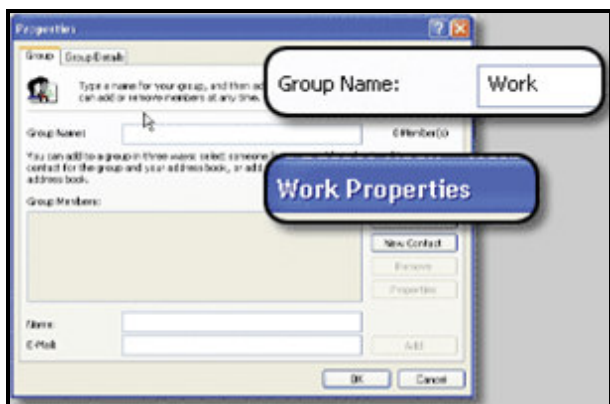 Properties
Group Group Details
Type a name for your group, and then
can add or remove members at any time.
Group Name: Work
Group Name: 0 Member(s)
You can add to a group in three ways: select someone
contact for the group and your address book, or add
address book.
Work Properties
Group Members:
New Contact
Remove
Properties
Name:
E-Mail: Add
OK Cancel